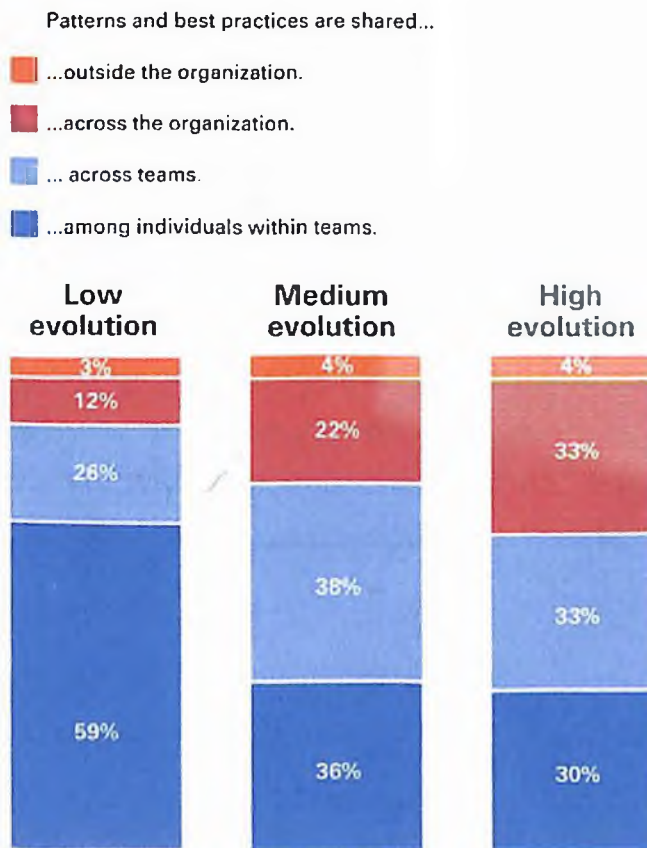 Patterns and best practices are shared...
...outside the organization.
...across the organization.
... across teams.
...among individuals within teams.
Low
evolution
Medium
evolution
High
evolution
3%
4%
4%
12%
22%
33%
26%
38%
33%
59%
36%
30%